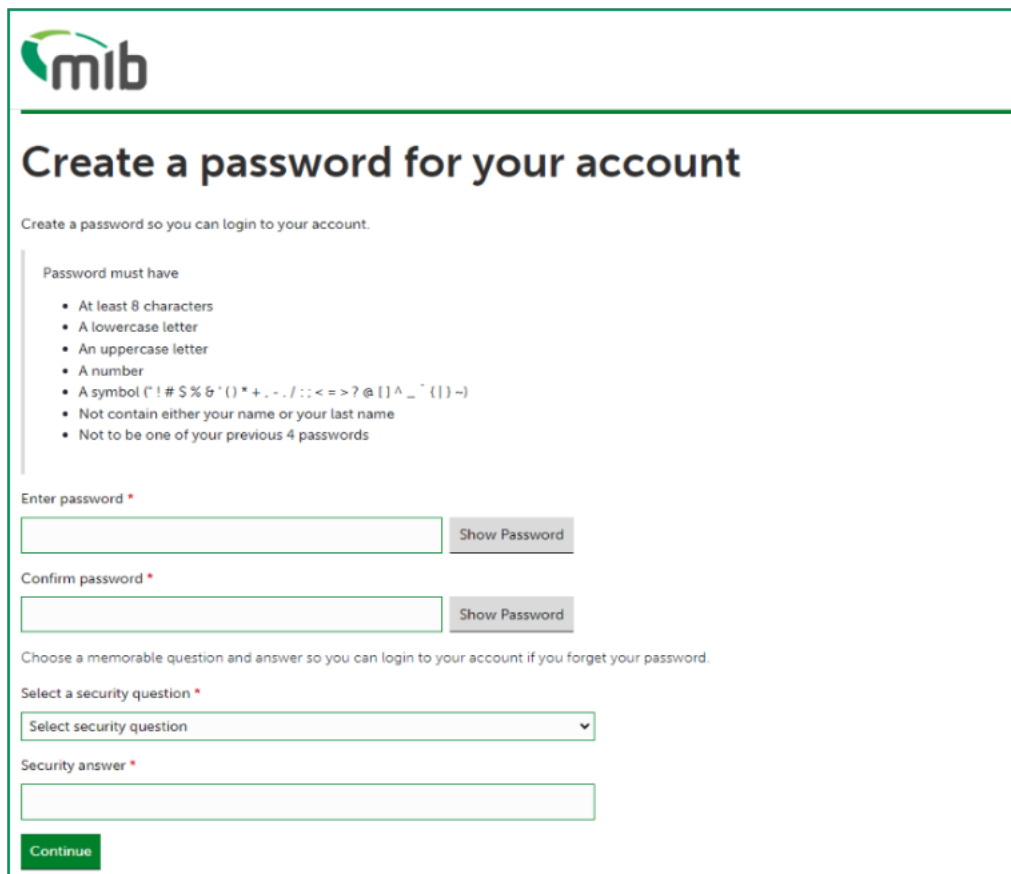 mib
Create a password for your account
Create a password so you can login to your account.
Password must have
• At least 8 characters
• A lowercase letter
• An uppercase letter
• A number
• A symbol (" ! # $ % & ' ( ) * + , - . / : ; < = > ? @ [ ] ^ _ ` { | } ~)
• Not contain either your name or your last name
• Not to be one of your previous 4 passwords
Enter password *
Show Password
Confirm password *
Show Password
Choose a memorable question and answer so you can login to your account if you forget your password.
Select a security question *
Select security question
Security answer *
Continue